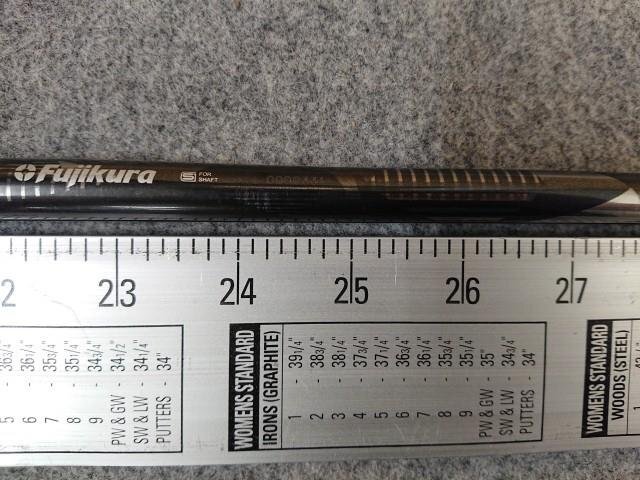 Fujikura
S FOR
SHAFT
2 23 24 25 26 27
5 36 3/4"
6 - 36 1/4"
7 - 35 3/4"
8 - 35 1/4"
9 - 34 3/4"
PW & GW - 34 1/2"
SW & LW - 34 1/4"
PUTTERS - 34"
WOMENS STANDARD
IRONS (GRAPHITE)
1 - 39 1/4"
2 - 38 3/4"
3 - 38 1/4"
4 - 37 3/4"
5 - 37 1/4"
6 - 36 3/4"
7 - 36 1/4"
8 - 35 3/4"
9 - 35 1/4"
PW & GW - 35"
SW & LW - 34 3/4"
PUTTERS - 34"
WOMENS STANDARD
WOODS (STEEL)
1